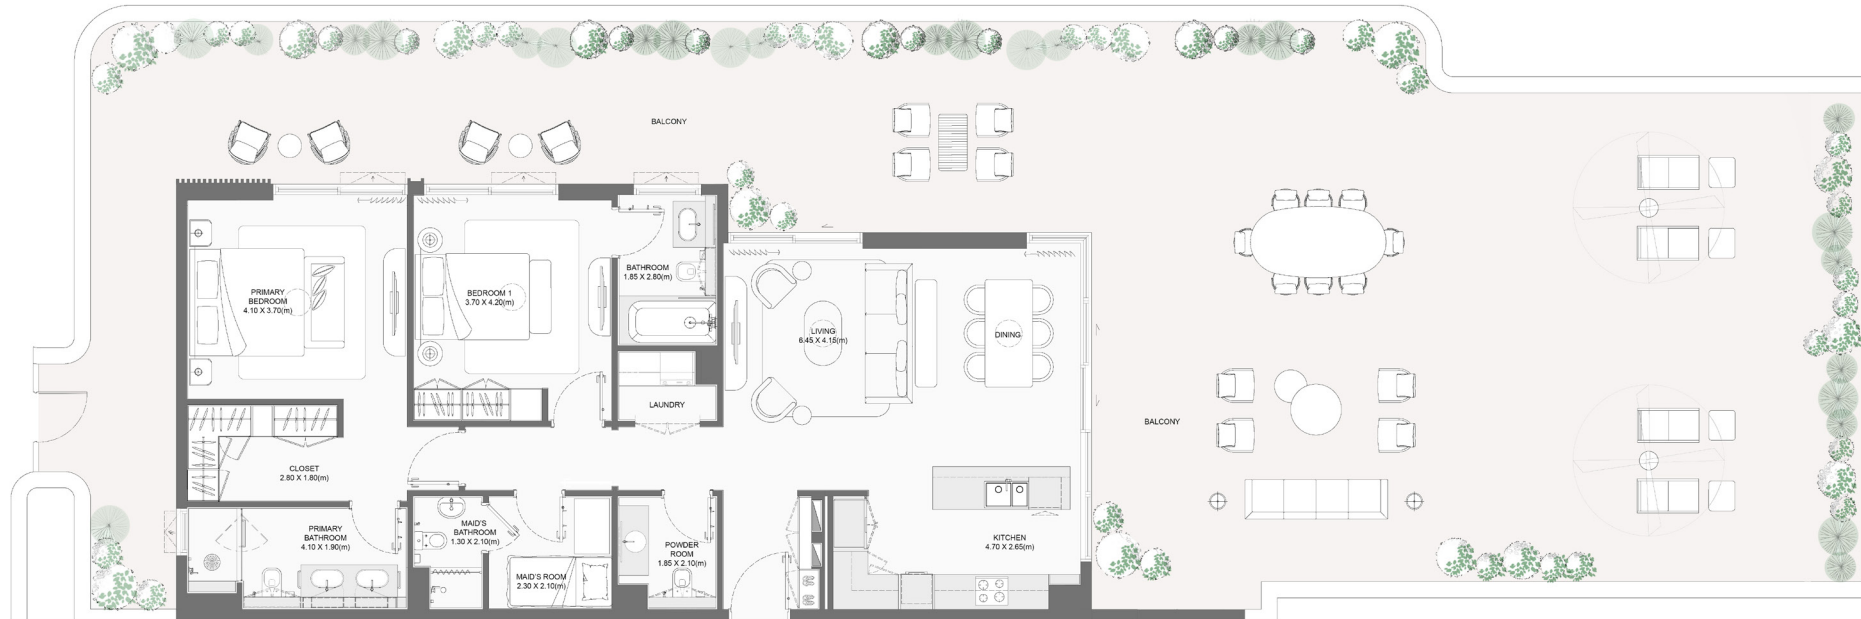 BALCONY
PRIMARY
BEDROOM
4.10 X 3.70(m)
BEDROOM 1
3.70 X 4.20(m)
BATHROOM
1.85 X 2.80(m)
LIVING
6.45 X 4.15(m)
DINING
LAUNDRY
BALCONY
CLOSET
2.80 X 1.80(m)
PRIMARY
BATHROOM
4.10 X 1.90(m)
MAID'S
BATHROOM
1.30 X 2.10(m)
MAID'S ROOM
2.30 X 2.10(m)
POWDER
ROOM
1.85 X 2.10(m)
KITCHEN
4.70 X 2.65(m)